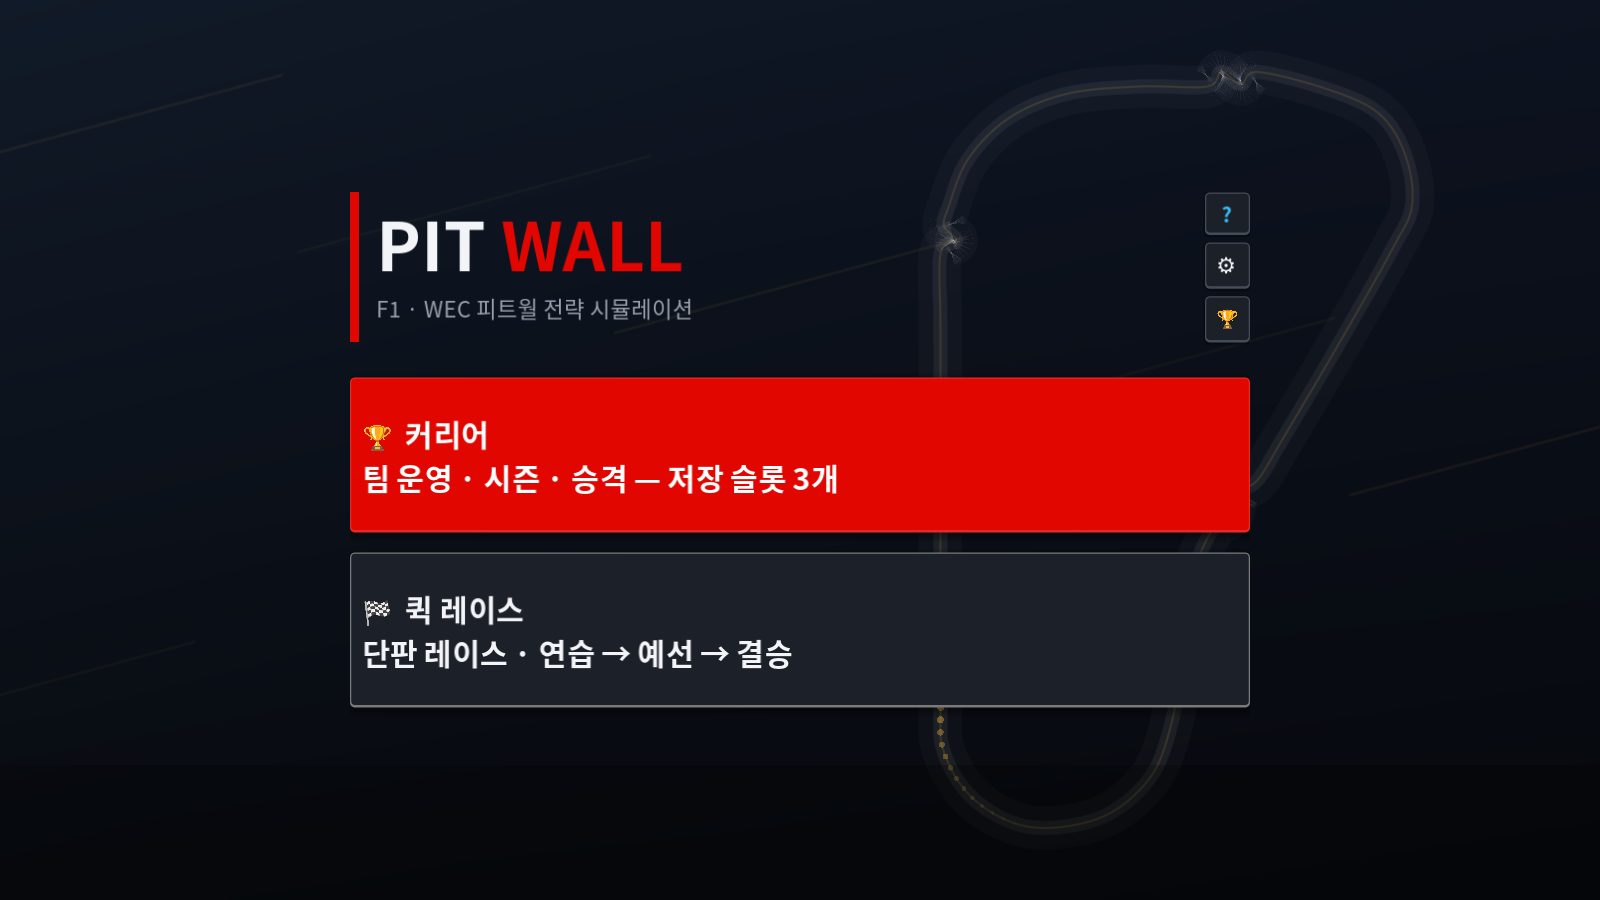 PIT WALL
F1 · WEC 피트월 전략 시뮬레이션
?
커리어
팀 운영 · 시즌 · 승격 — 저장 슬롯 3개
퀵 레이스
단판 레이스 · 연습 → 예선 → 결승